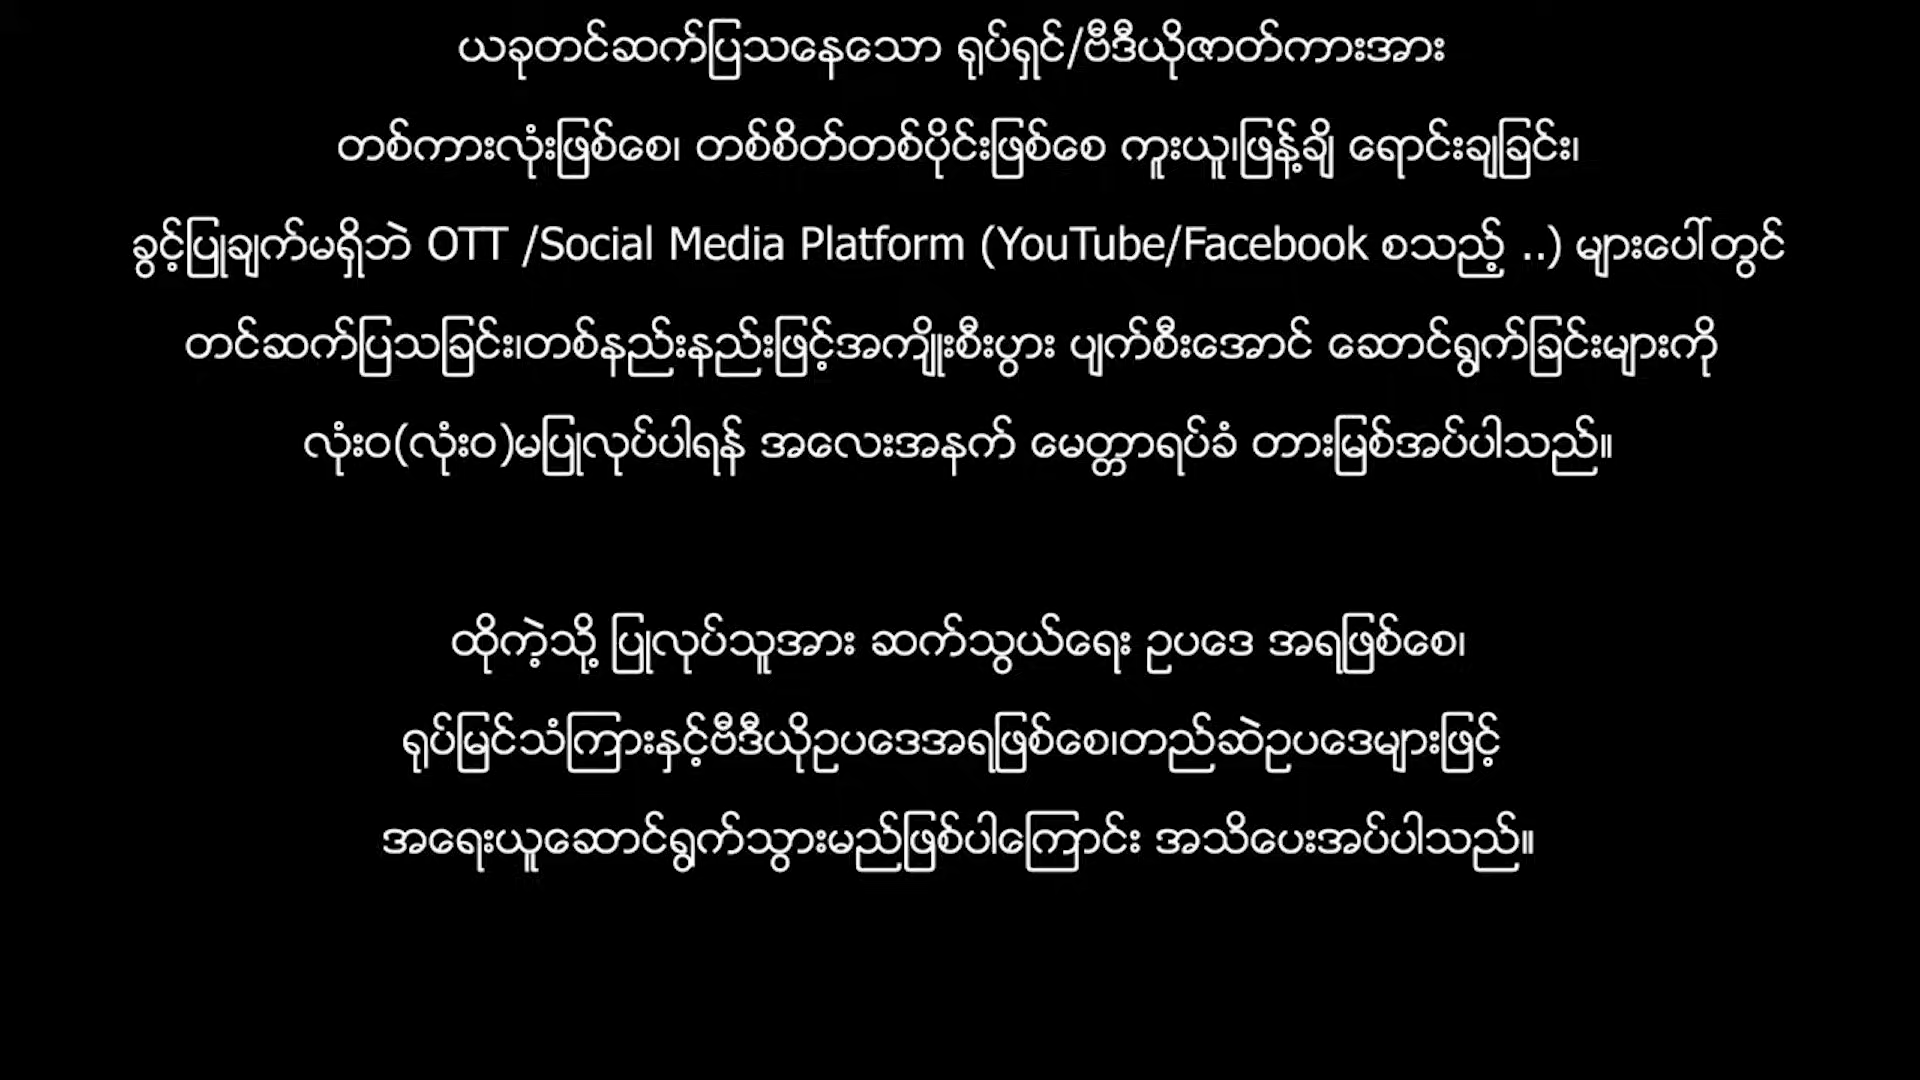 ယခုတင်ဆက်ပြသနေသော ရုပ်ရှင်/ဗီဒီယိုဇာတ်ကားအား
တစ်ကားလုံးဖြစ်စေ၊ တစ်စိတ်တစ်ပိုင်းဖြစ်စေ ကူးယူ၊ဖြန့်ချိ ရောင်းချခြင်း၊
ခွင့်ပြုချက်မရှိဘဲ OTT /Social Media Platform (YouTube/Facebook စသည့် ..) များပေါ်တွင်
တင်ဆက်ပြသခြင်း၊တစ်နည်းနည်းဖြင့်အကျိုးစီးပွား ပျက်စီးအောင် ဆောင်ရွက်ခြင်းများကို
လုံးဝ(လုံးဝ)မပြုလုပ်ပါရန် အလေးအနက် မေတ္တာရပ်ခံ တားမြစ်အပ်ပါသည်။
ထိုကဲ့သို့ ပြုလုပ်သူအား ဆက်သွယ်ရေး ဥပဒေ အရဖြစ်စေ၊
ရုပ်မြင်သံကြားနှင့်ဗီဒီယိုဥပဒေအရဖြစ်စေ၊တည်ဆဲဥပဒေများဖြင့်
အရေးယူဆောင်ရွက်သွားမည်ဖြစ်ပါကြောင်း အသိပေးအပ်ပါသည်။